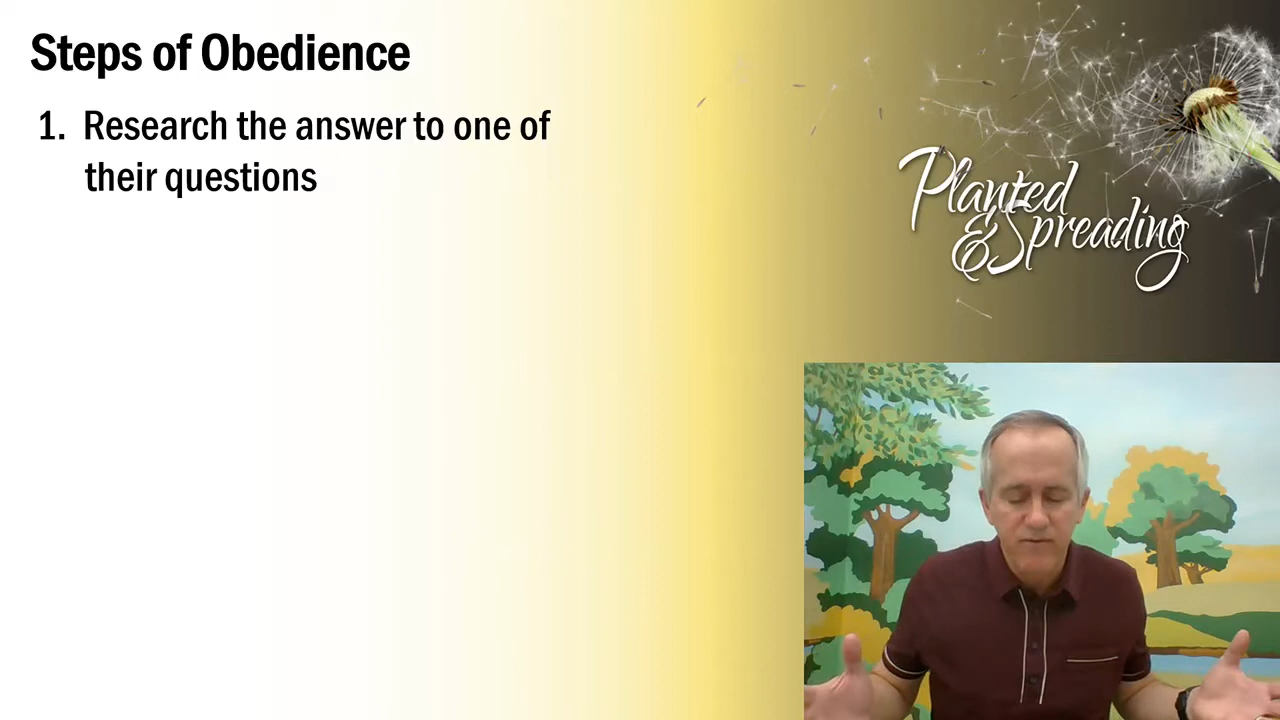 Steps of Obedience
1. Research the answer to one of
their questions
Planted
& Spreading